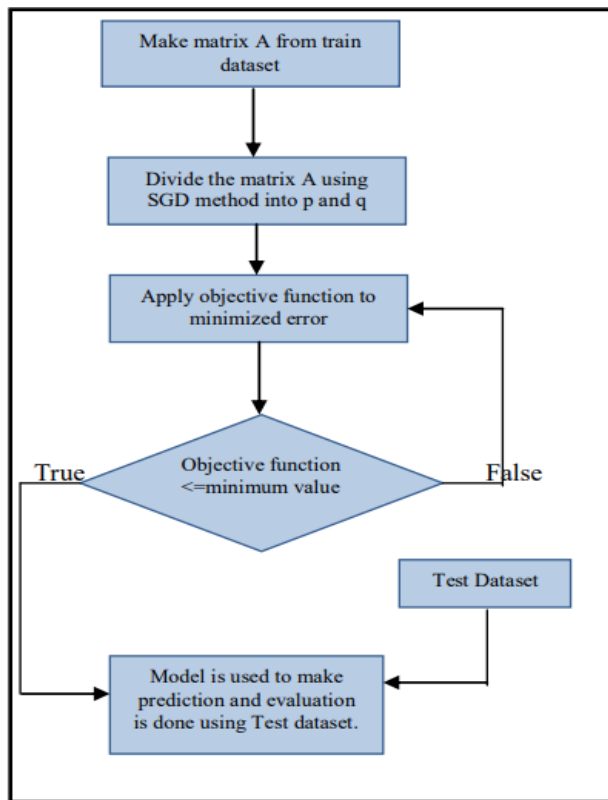 Make matrix A from train
dataset
Divide the matrix A using
SGD method into p and q
Apply objective function to
minimized error
Objective function
<=minimum value
True
False
Test Dataset
Model is used to make
prediction and evaluation
is done using Test dataset.